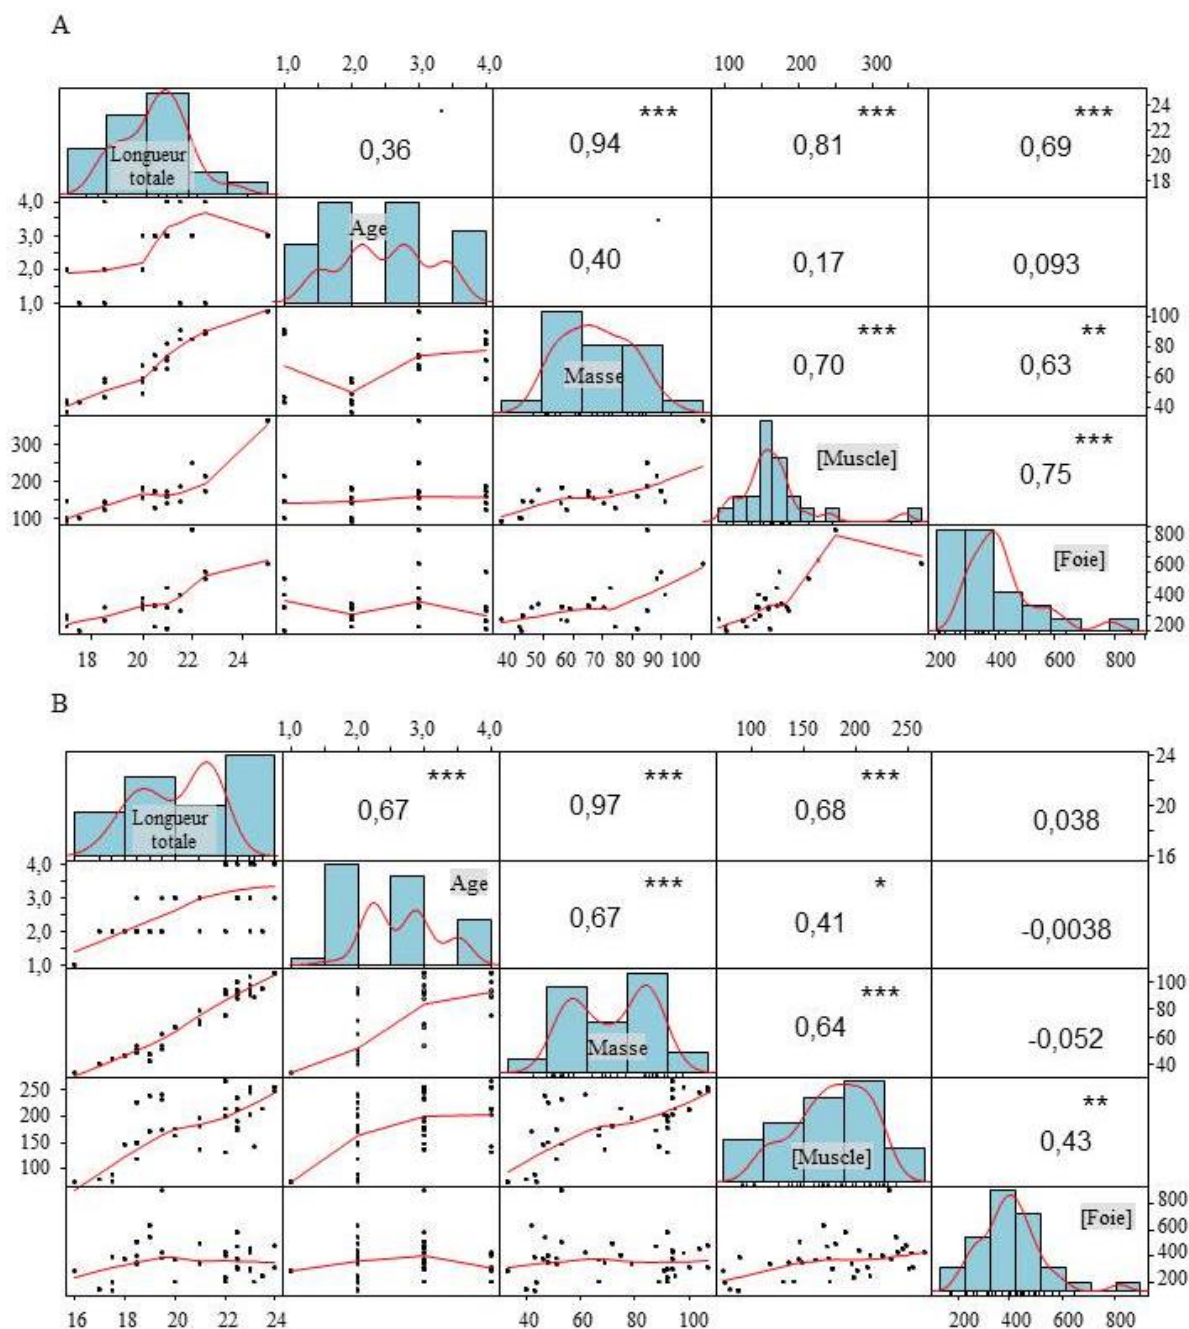 A
1,0 2,0 3,0 4,0 100 200 300
Longueur totale 0,36 . 0,94 *** 0,81 *** 0,69 *** 24 22 20 18
4,0 3,0 2,0 1,0 Age 0,40 . 0,17 0,093
Masse 0,70 *** 0,63 ** 100 80 60 40
300 200 100 [Muscle] 0,75 ***
[Foie] 800 600 400 200
18 20 22 24 40 50 60 70 80 90 100 200 400 600 800
B
1,0 2,0 3,0 4,0 100 150 200 250
Longueur totale 0,67 *** 0,97 *** 0,68 *** 0,038 24 20 16
4,0 3,0 2,0 1,0 Age 0,67 *** 0,41 * -0,0038
Masse 0,64 *** -0,052 100 80 60 40
250 200 150 100 [Muscle] 0,43 **
[Foie] 800 600 400 200
16 18 20 22 24 40 60 80 100 200 400 600 800